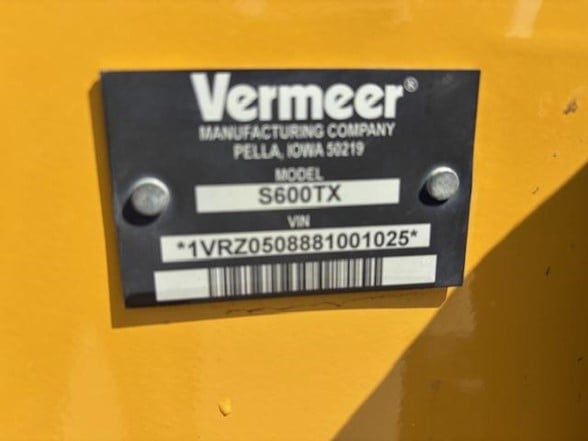 Vermeer®
MANUFACTURING COMPANY
PELLA, IOWA 50219
MODEL
S600TX
VIN
*1VRZ0508881001025*